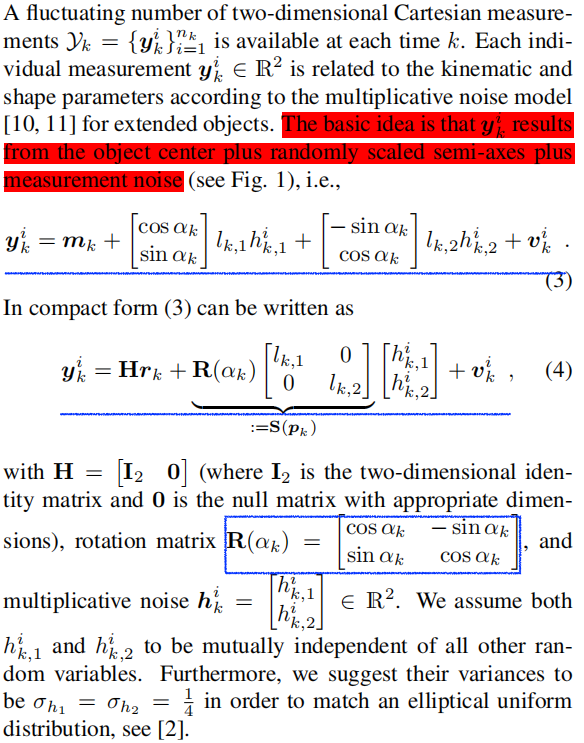 A fluctuating number of two-dimensional Cartesian measure-
ments $\mathcal{Y}_k = \{\boldsymbol{y}_k^i\}_{i=1}^{n_k}$ is available at each time $k$. Each indi-
vidual measurement $\boldsymbol{y}_k^i \in \mathbb{R}^2$ is related to the kinematic and
shape parameters according to the multiplicative noise model
[10, 11] for extended objects. The basic idea is that $\boldsymbol{y}_k^i$ results
from the object center plus randomly scaled semi-axes plus
measurement noise (see Fig. 1), i.e.,
$\boldsymbol{y}_k^i = \boldsymbol{m}_k + \begin{bmatrix} \cos\alpha_k \\ \sin\alpha_k \end{bmatrix} l_{k,1} h_{k,1}^i + \begin{bmatrix} -\sin\alpha_k \\ \cos\alpha_k \end{bmatrix} l_{k,2} h_{k,2}^i + \boldsymbol{v}_k^i$ .
(3)
In compact form (3) can be written as
$\boldsymbol{y}_k^i = \mathbf{H}\boldsymbol{r}_k + \underbrace{\mathbf{R}(\alpha_k) \begin{bmatrix} l_{k,1} & 0 \\ 0 & l_{k,2} \end{bmatrix}}_{:=\mathbf{S}(\boldsymbol{p}_k)} \begin{bmatrix} h_{k,1}^i \\ h_{k,2}^i \end{bmatrix} + \boldsymbol{v}_k^i$ , (4)
with $\mathbf{H} = \begin{bmatrix} \mathbf{I}_2 & \mathbf{0} \end{bmatrix}$ (where $\mathbf{I}_2$ is the two-dimensional iden-
tity matrix and $\mathbf{0}$ is the null matrix with appropriate dimen-
sions), rotation matrix $\mathbf{R}(\alpha_k) = \begin{bmatrix} \cos\alpha_k & -\sin\alpha_k \\ \sin\alpha_k & \cos\alpha_k \end{bmatrix}$, and
multiplicative noise $\boldsymbol{h}_k^i = \begin{bmatrix} h_{k,1}^i \\ h_{k,2}^i \end{bmatrix} \in \mathbb{R}^2$. We assume both
$h_{k,1}^i$ and $h_{k,2}^i$ to be mutually independent of all other ran-
dom variables. Furthermore, we suggest their variances to
be $\sigma_{h_1} = \sigma_{h_2} = \frac{1}{4}$ in order to match an elliptical uniform
distribution, see [2].